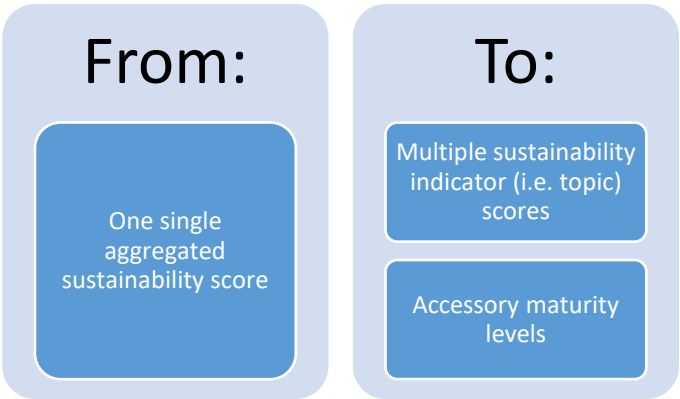 From:
One single
aggregated
sustainability score
To:
Multiple sustainability
indicator (i.e. topic)
scores
Accessory maturity
levels